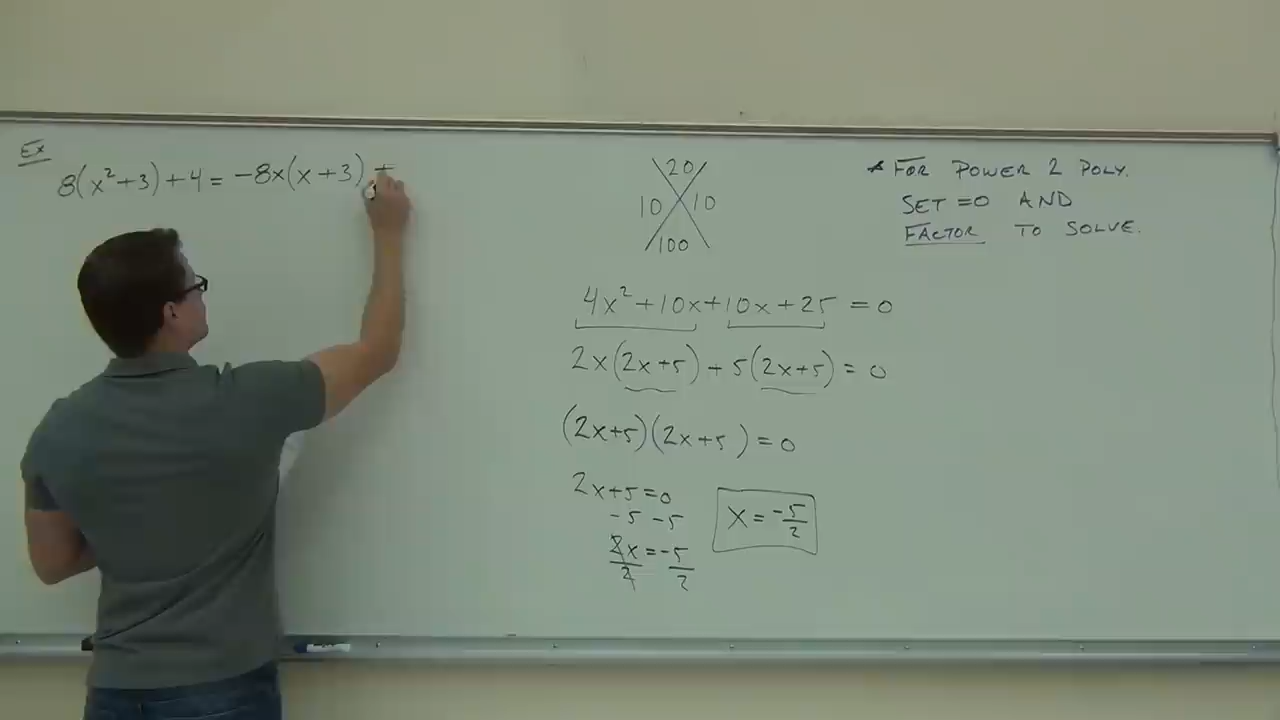 Ex
8(x²+3)+4 = -8x(x+3) +
20
10 10
100
4x²+10x+10x+25 = 0
2x(2x+5) + 5(2x+5) = 0
(2x+5)(2x+5) = 0
2x+5=0
-5 -5
2x = -5
2 2
x = -5/2
* FOR POWER 2 POLY.
SET =0 AND
FACTOR TO SOLVE.